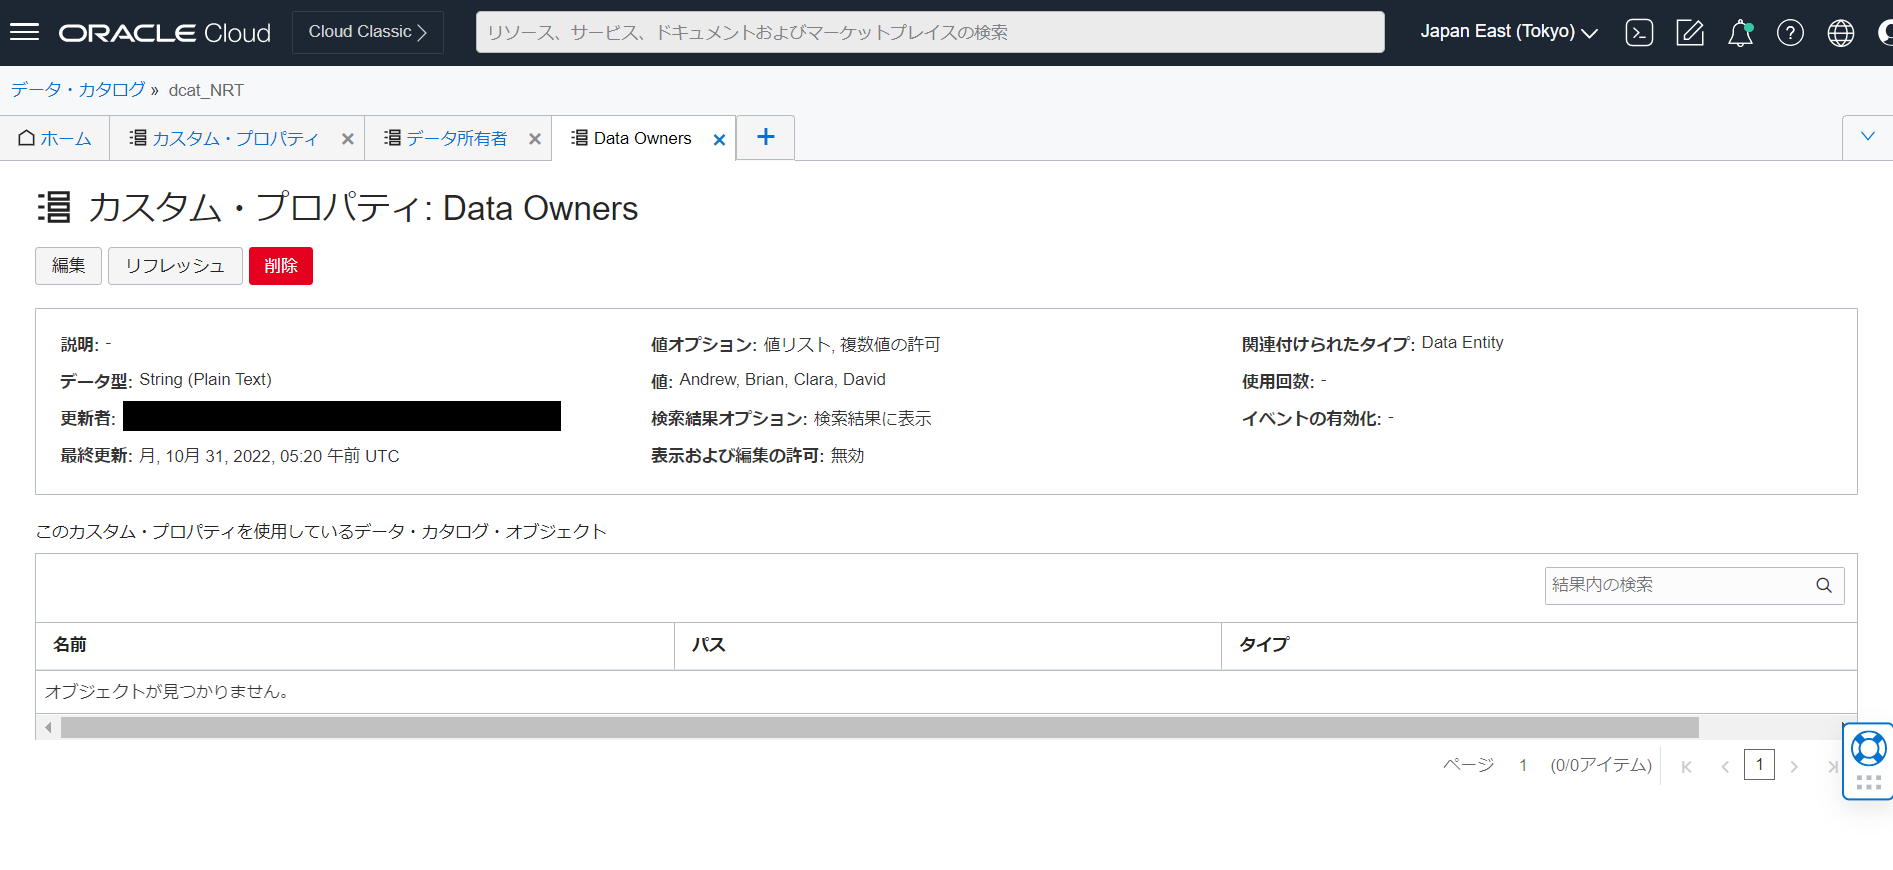 ORACLE Cloud
Cloud Classic
リソース、サービス、ドキュメントおよびマーケットプレイスの検索
Japan East (Tokyo)
データ・カタログ » dcat_NRT
ホーム
カスタム・プロパティ
データ所有者
Data Owners
カスタム・プロパティ: Data Owners
編集
リフレッシュ
削除
説明: -
データ型: String (Plain Text)
更新者:
最終更新: 月, 10月 31, 2022, 05:20 午前 UTC
値オプション: 値リスト, 複数値の許可
値: Andrew, Brian, Clara, David
検索結果オプション: 検索結果に表示
表示および編集の許可: 無効
関連付けられたタイプ: Data Entity
使用回数: -
イベントの有効化: -
このカスタム・プロパティを使用しているデータ・カタログ・オブジェクト
結果内の検索
名前
パス
タイプ
オブジェクトが見つかりません。
ページ 1 (0/0アイテム)
1